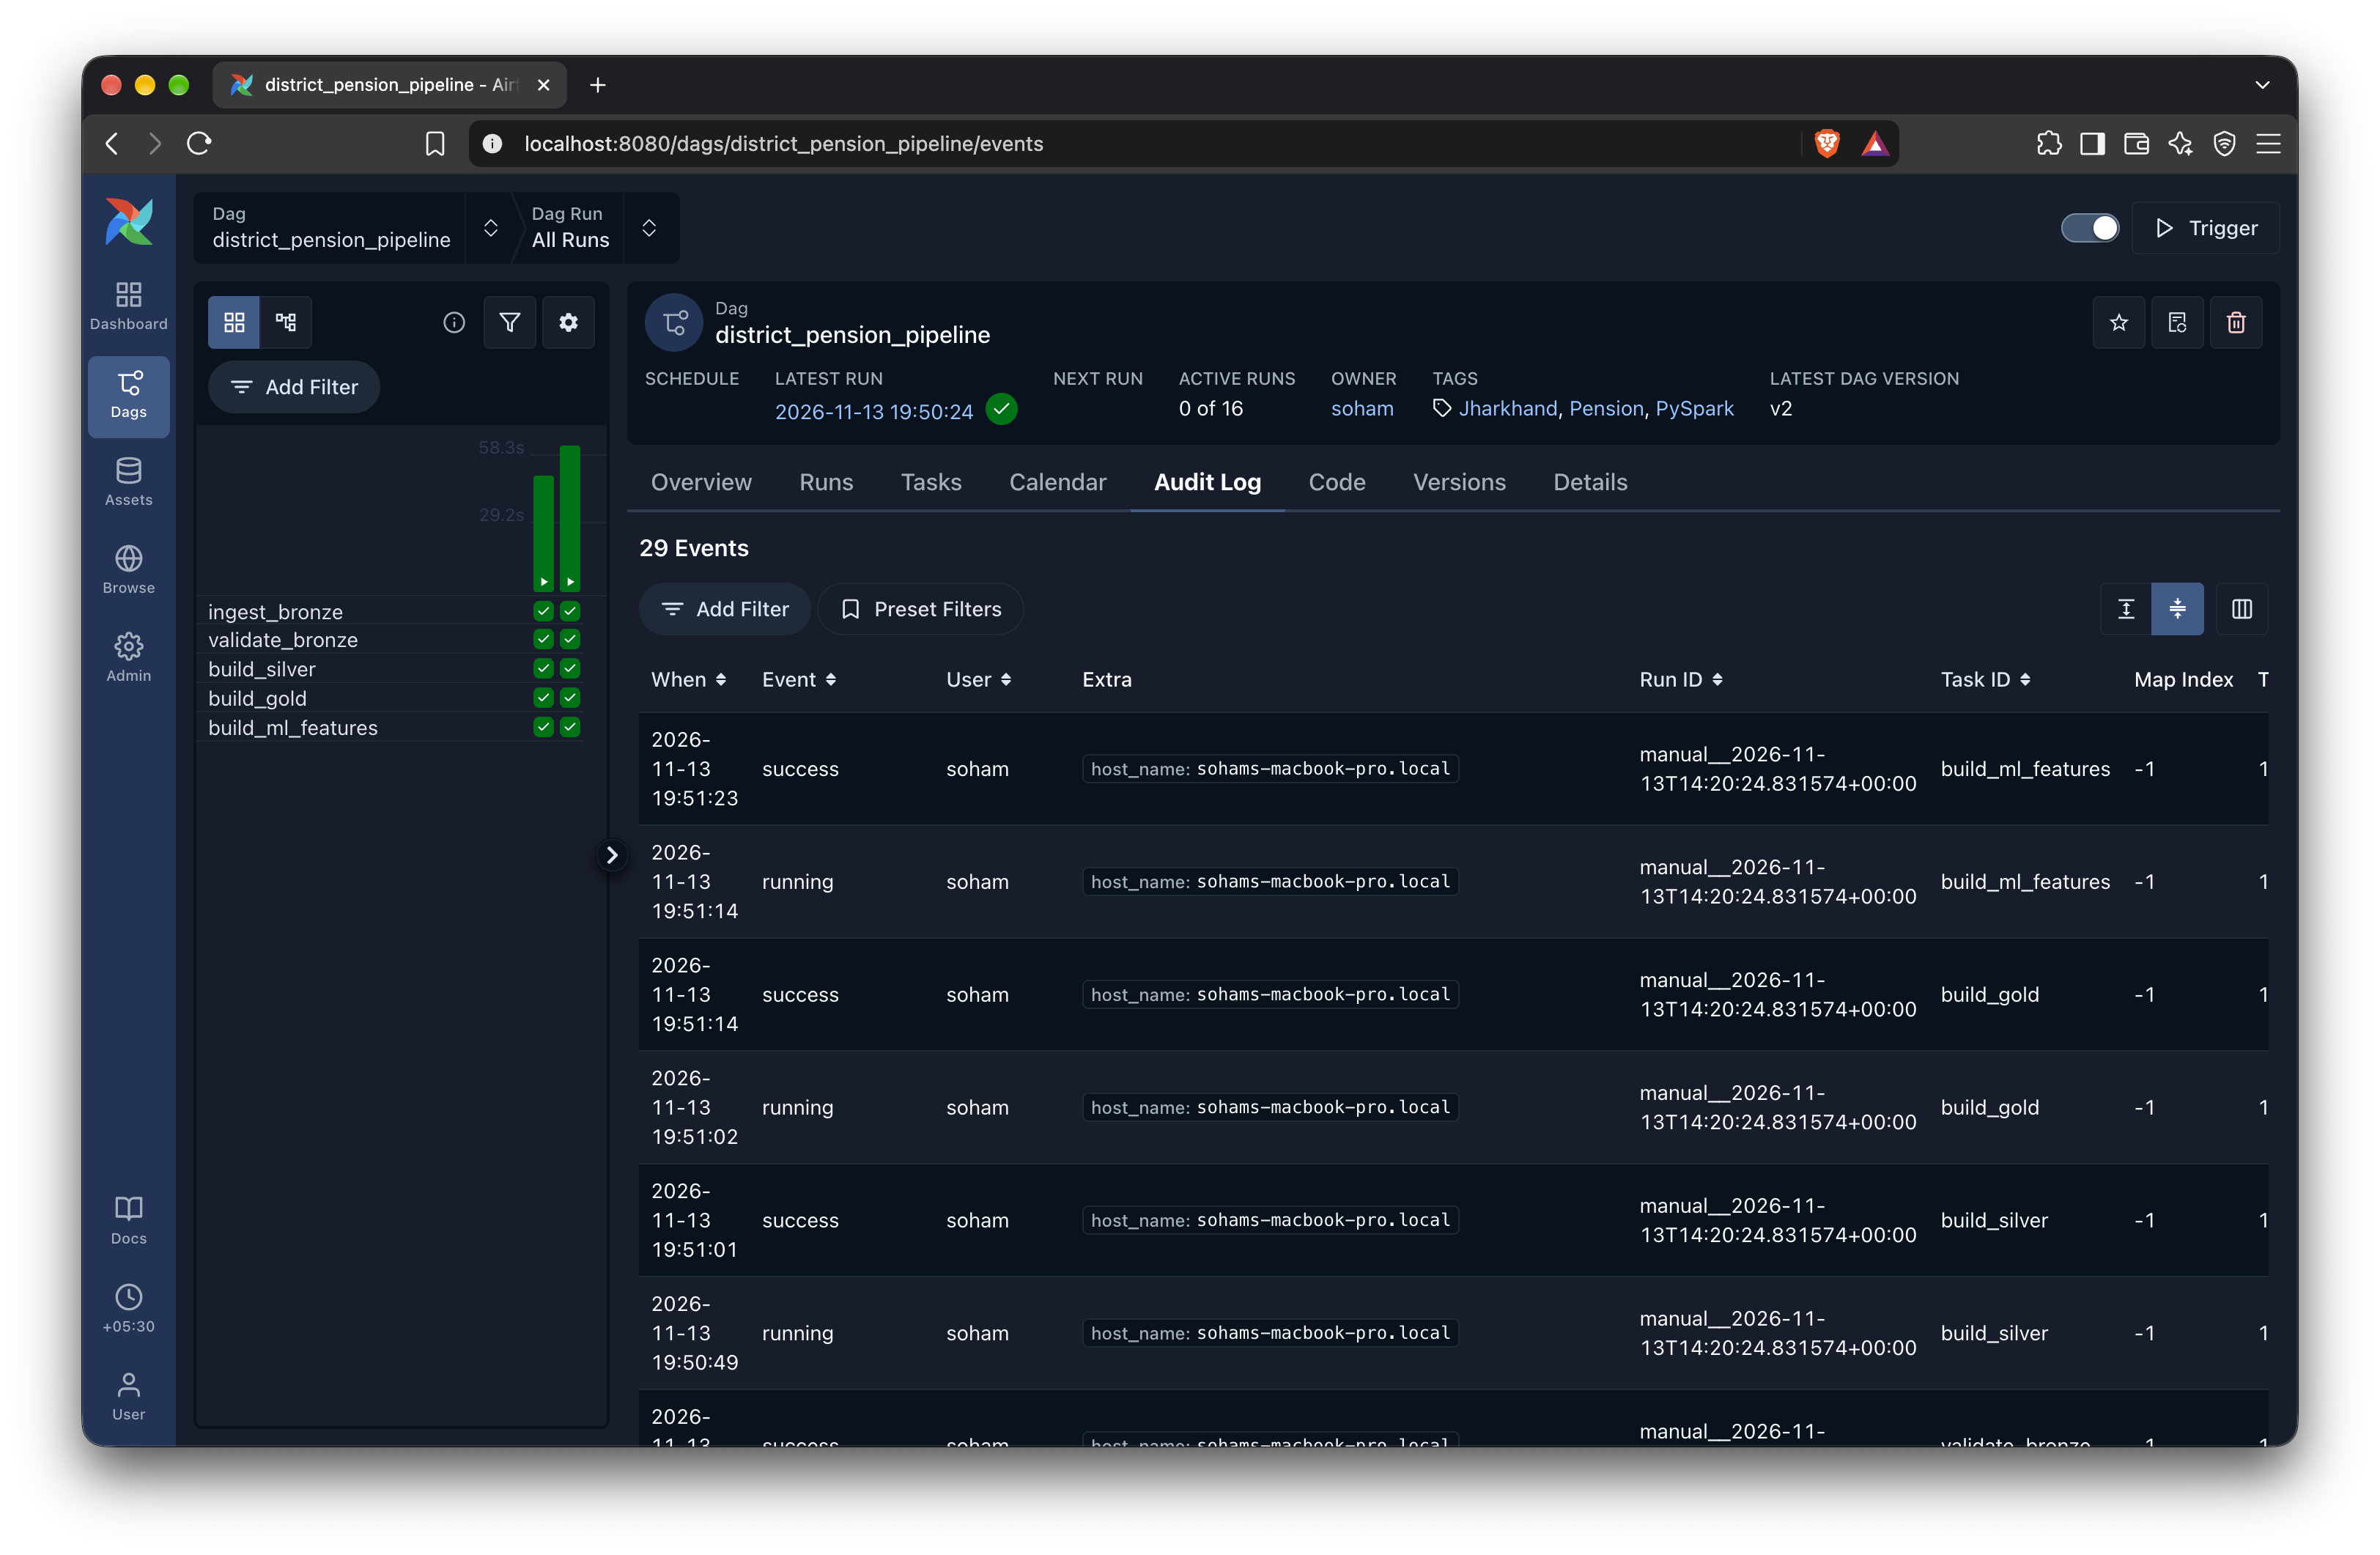 district_pension_pipeline - Air
localhost:8080/dags/district_pension_pipeline/events
Dag
district_pension_pipeline
Dag Run
All Runs
Trigger
Dashboard
Dags
Assets
Browse
Admin
Docs
+05:30
User
Add Filter
58.3s
29.2s
ingest_bronze
validate_bronze
build_silver
build_gold
build_ml_features
Dag
district_pension_pipeline
SCHEDULE
LATEST RUN
2026-11-13 19:50:24
NEXT RUN
ACTIVE RUNS
0 of 16
OWNER
soham
TAGS
Jharkhand, Pension, PySpark
LATEST DAG VERSION
v2
Overview Runs Tasks Calendar Audit Log Code Versions Details
29 Events
Add Filter Preset Filters
When Event User Extra Run ID Task ID Map Index T
2026-
11-13
19:51:23
success
soham
host_name: sohams-macbook-pro.local
manual__2026-11-
13T14:20:24.831574+00:00
build_ml_features
-1
1
2026-
11-13
19:51:14
running
soham
host_name: sohams-macbook-pro.local
manual__2026-11-
13T14:20:24.831574+00:00
build_ml_features
-1
1
2026-
11-13
19:51:14
success
soham
host_name: sohams-macbook-pro.local
manual__2026-11-
13T14:20:24.831574+00:00
build_gold
-1
1
2026-
11-13
19:51:02
running
soham
host_name: sohams-macbook-pro.local
manual__2026-11-
13T14:20:24.831574+00:00
build_gold
-1
1
2026-
11-13
19:51:01
success
soham
host_name: sohams-macbook-pro.local
manual__2026-11-
13T14:20:24.831574+00:00
build_silver
-1
1
2026-
11-13
19:50:49
running
soham
host_name: sohams-macbook-pro.local
manual__2026-11-
13T14:20:24.831574+00:00
build_silver
-1
1
2026-
11-13
success
soham
host_name: sohams-macbook-pro.local
manual__2026-11-
validate_bronze
-1
1